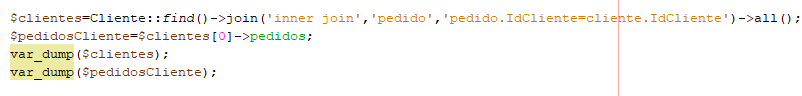 $clientes=Cliente::find()->join('inner join','pedido','pedido.IdCliente=cliente.IdCliente')->all();
$pedidosCliente=$clientes[0]->pedidos;
var_dump($clientes);
var_dump($pedidosCliente);